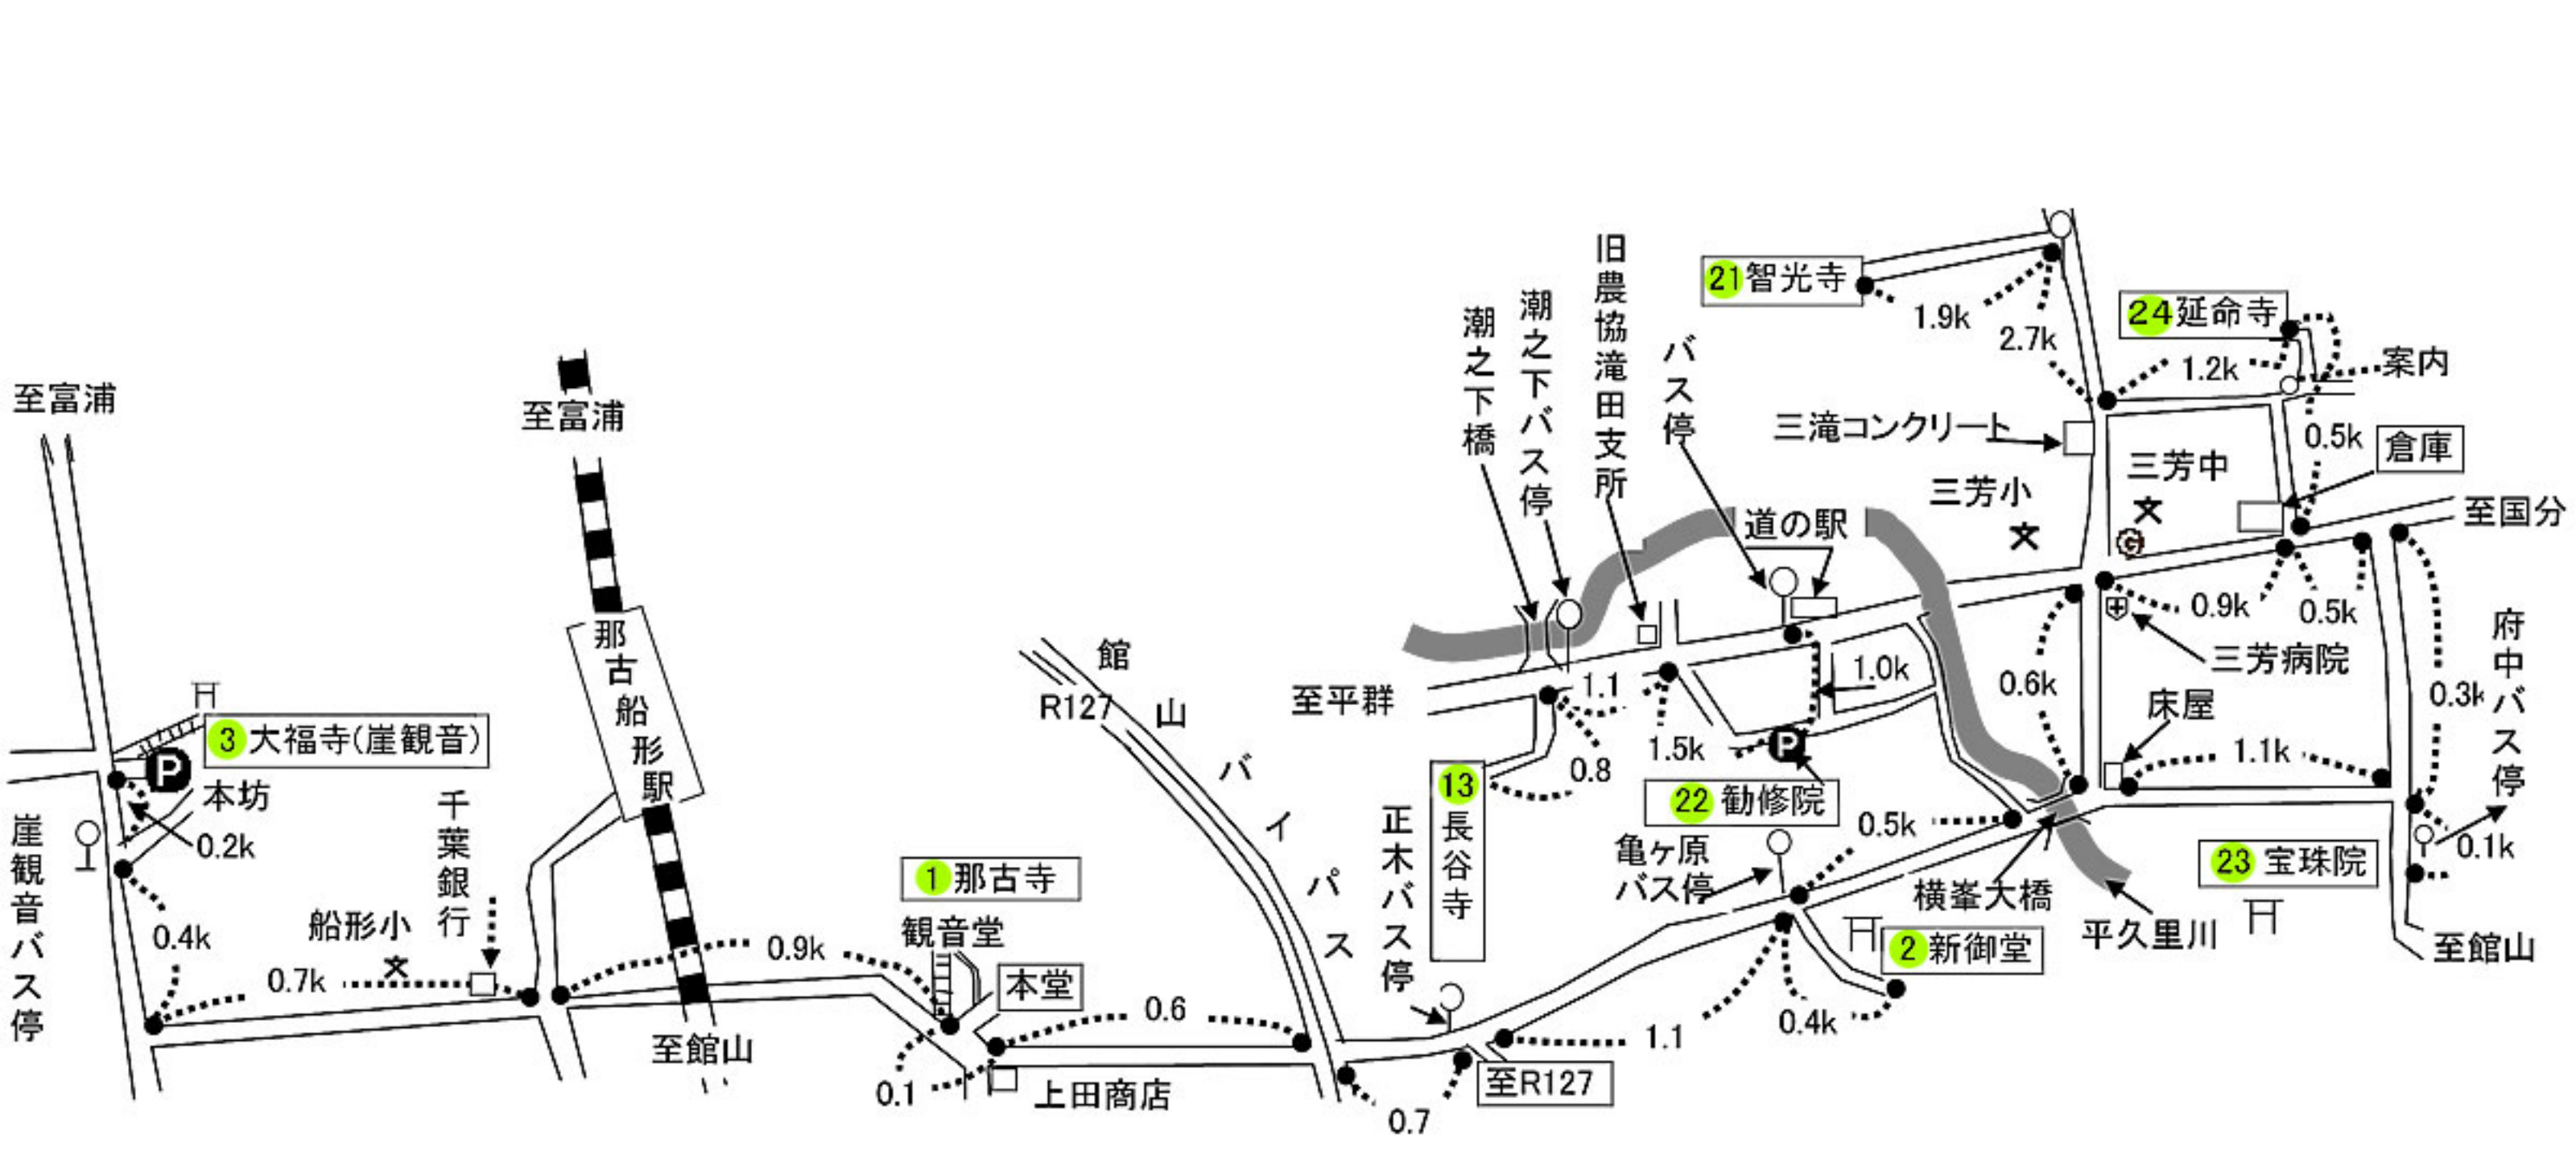 至富浦
3大福寺(崖観音)
P
本坊
0.2k
崖観音バス停
0.4k
0.7k
船形小
千葉銀行
至富浦
那古船形駅
至館山
0.9k
1那古寺
観音堂
本堂
0.1
上田商店
0.6
R127
館山バイパス
0.7
正木バス停
至R127
1.1
0.4k
2新御堂
亀ヶ原
バス停
0.5k
横峯大橋
平久里川
潮之下橋
潮之下バス停
旧農協滝田支所
バス停
道の駅
至平群
1.1
0.8
13長谷寺
1.5k
1.0k
P
22勧修院
21智光寺
1.9k
2.7k
24延命寺
1.2k
案内
三滝コンクリート
三芳小
三芳中
G
0.5k
倉庫
至国分
0.9k
0.5k
三芳病院
0.6k
床屋
1.1k
0.3k
府中バス停
0.1k
23宝珠院
至館山